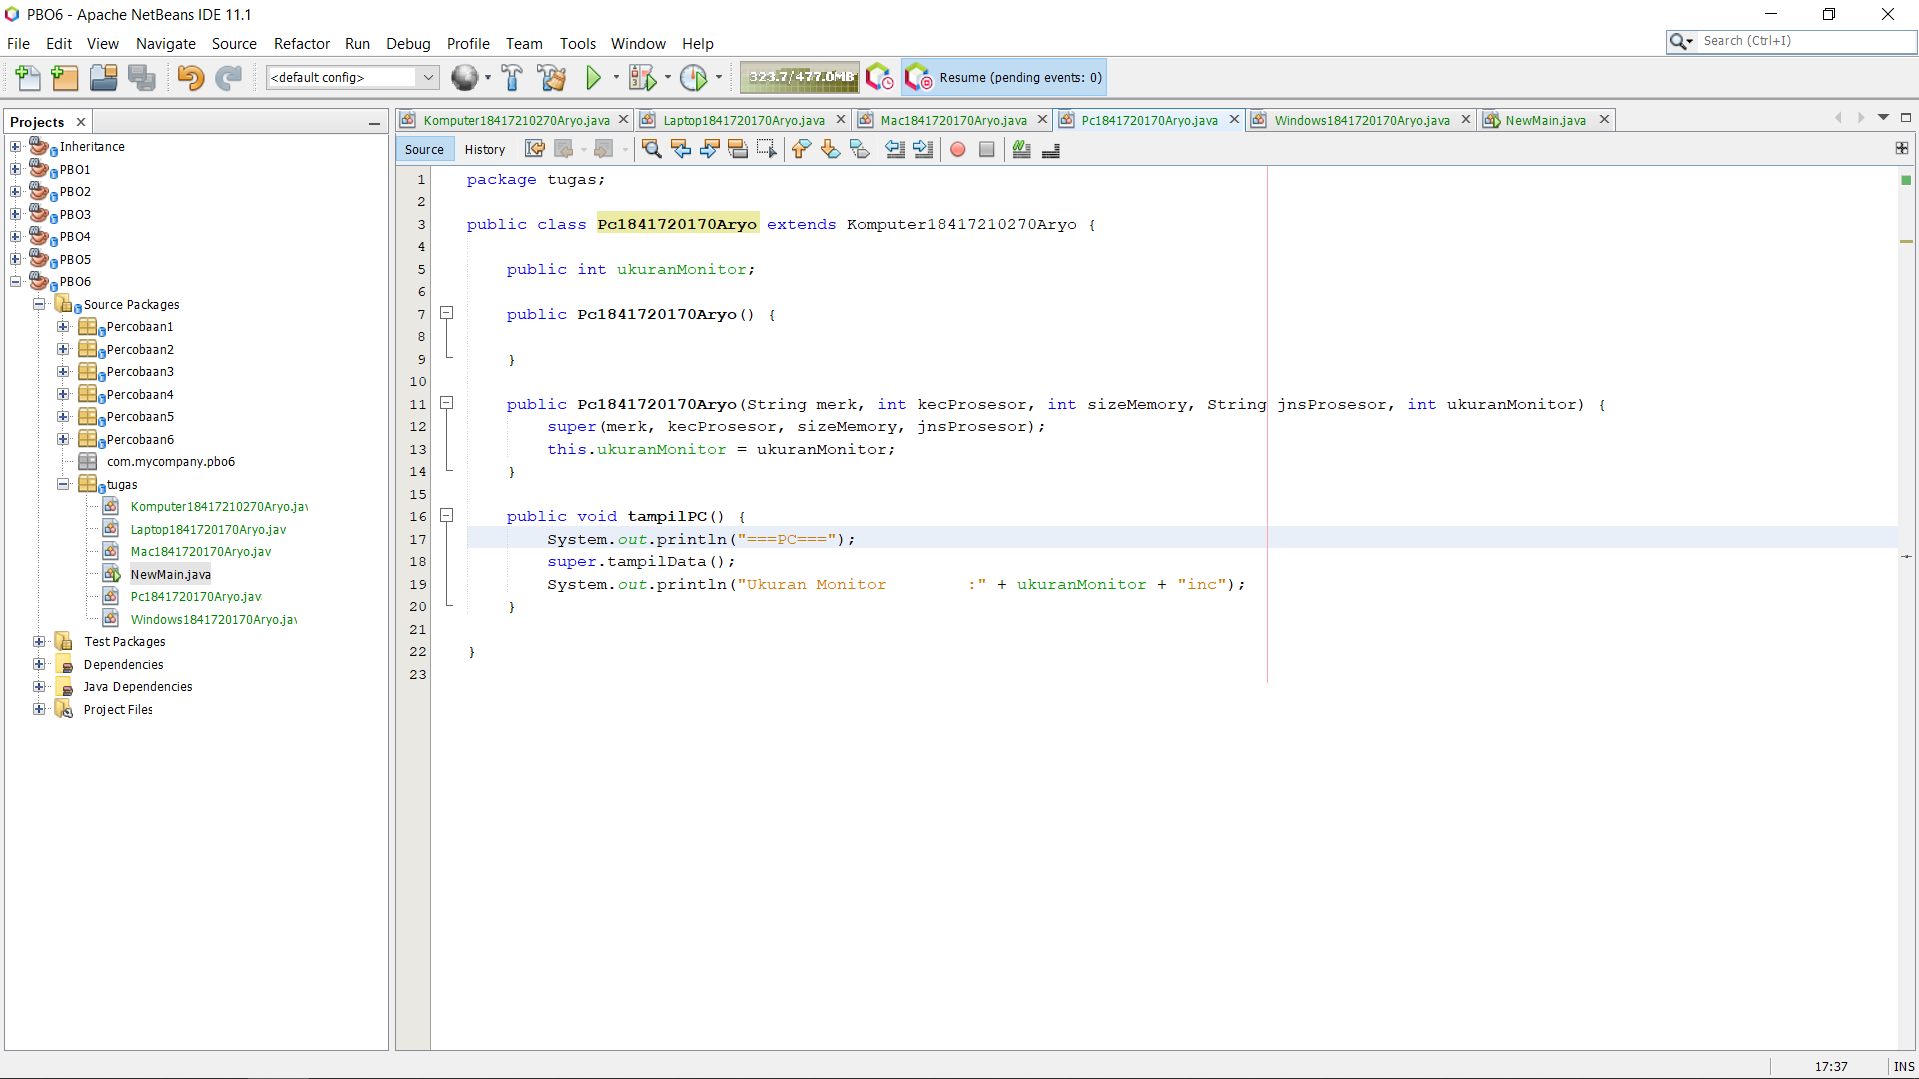 PBO6 - Apache NetBeans IDE 11.1
File Edit View Navigate Source Refactor Run Debug Profile Team Tools Window Help
Search (Ctrl+I)
<default config>
323.7/477.0MB
Resume (pending events: 0)
Projects
Komputer18417210270Aryo.java
Laptop1841720170Aryo.java
Mac1841720170Aryo.java
Pc1841720170Aryo.java
Windows1841720170Aryo.java
NewMain.java
Source History
Inheritance
PBO1
PBO2
PBO3
PBO4
PBO5
PBO6
Source Packages
Percobaan1
Percobaan2
Percobaan3
Percobaan4
Percobaan5
Percobaan6
com.mycompany.pbo6
tugas
Komputer18417210270Aryo.jav
Laptop1841720170Aryo.jav
Mac1841720170Aryo.jav
NewMain.java
Pc1841720170Aryo.jav
Windows1841720170Aryo.jav
Test Packages
Dependencies
Java Dependencies
Project Files
1 package tugas;
2
3 public class Pc1841720170Aryo extends Komputer18417210270Aryo {
4
5 public int ukuranMonitor;
6
7 public Pc1841720170Aryo() {
8
9 }
10
11 public Pc1841720170Aryo(String merk, int kecProsesor, int sizeMemory, String jnsProsesor, int ukuranMonitor) {
12 super(merk, kecProsesor, sizeMemory, jnsProsesor);
13 this.ukuranMonitor = ukuranMonitor;
14 }
15
16 public void tampilPC() {
17 System.out.println("===PC===");
18 super.tampilData();
19 System.out.println("Ukuran Monitor        :" + ukuranMonitor + "inc");
20 }
21
22 }
23
17:37 INS